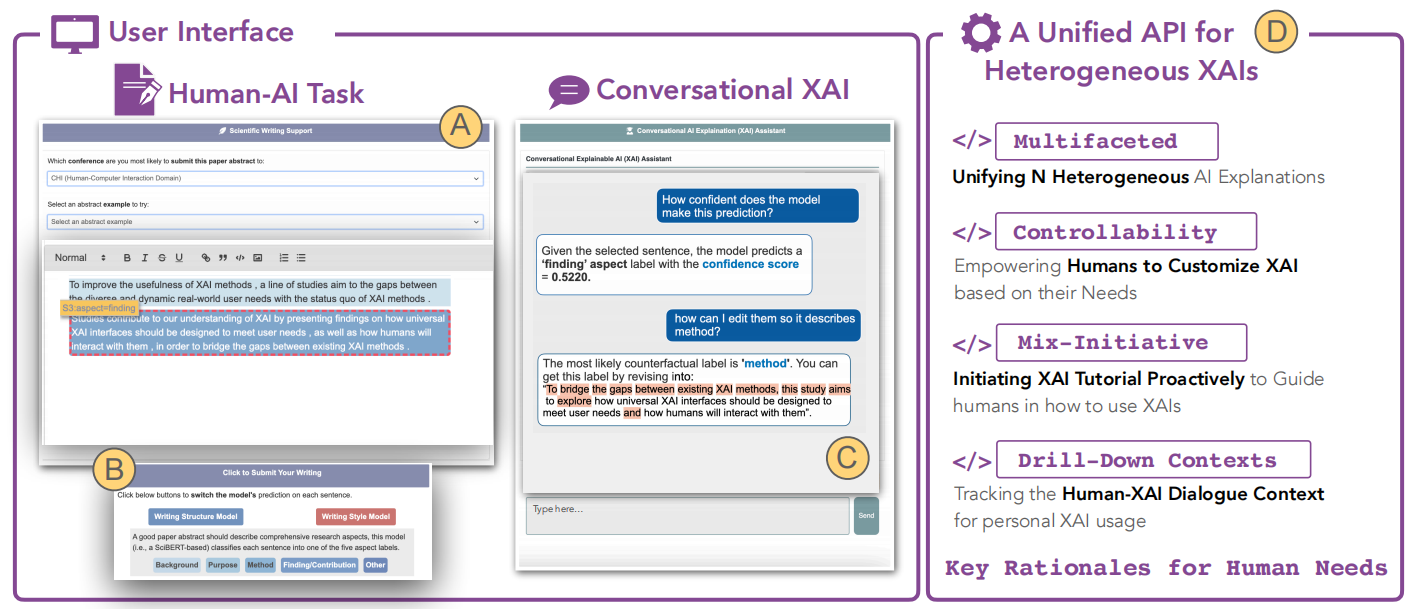 User Interface
Human-AI Task
A
Scientific Writing Support
Which conference are you most likely to submit this paper abstract to:
CHI (Human-Computer Interaction Domain)
Select an abstract example to try:
Select an abstract example
Normal
To improve the usefulness of XAI methods , a line of studies aim to the gaps between
the diverse and dynamic real-world user needs with the status quo of XAI methods .
S3:aspect=finding
Studies contribute to our understanding of XAI by presenting findings on how universal
XAI interfaces should be designed to meet user needs , as well as how humans will
interact with them , in order to bridge the gaps between existing XAI methods .
B
Click to Submit Your Writing
Click below buttons to switch the model's prediction on each sentence.
Writing Structure Model
Writing Style Model
A good paper abstract should describe comprehensive research aspects, this model
(i.e., a SciBERT-based) classifies each sentence into one of the five aspect labels.
Background Purpose Method Finding/Contribution Other
Conversational XAI
Conversational AI Explaination (XAI) Assistant
Conversational Explainable AI (XAI) Assistant
How confident does the model
make this prediction?
Given the selected sentence, the model predicts a
‘finding’ aspect label with the confidence score
= 0.5220.
how can I edit them so it describes
method?
The most likely counterfactual label is 'method'. You can
get this label by revising into:
“To bridge the gaps between existing XAI methods, this study aims
to explore how universal XAI interfaces should be designed to
meet user needs and how humans will interact with them”.
C
Type here...
Send
A Unified API for
D
Heterogeneous XAIs
</> Multifaceted
Unifying N Heterogeneous AI Explanations
</> Controllability
Empowering Humans to Customize XAI
based on their Needs
</> Mix-Initiative
Initiating XAI Tutorial Proactively to Guide
humans in how to use XAIs
</> Drill-Down Contexts
Tracking the Human-XAI Dialogue Context
for personal XAI usage
Key Rationales for Human Needs